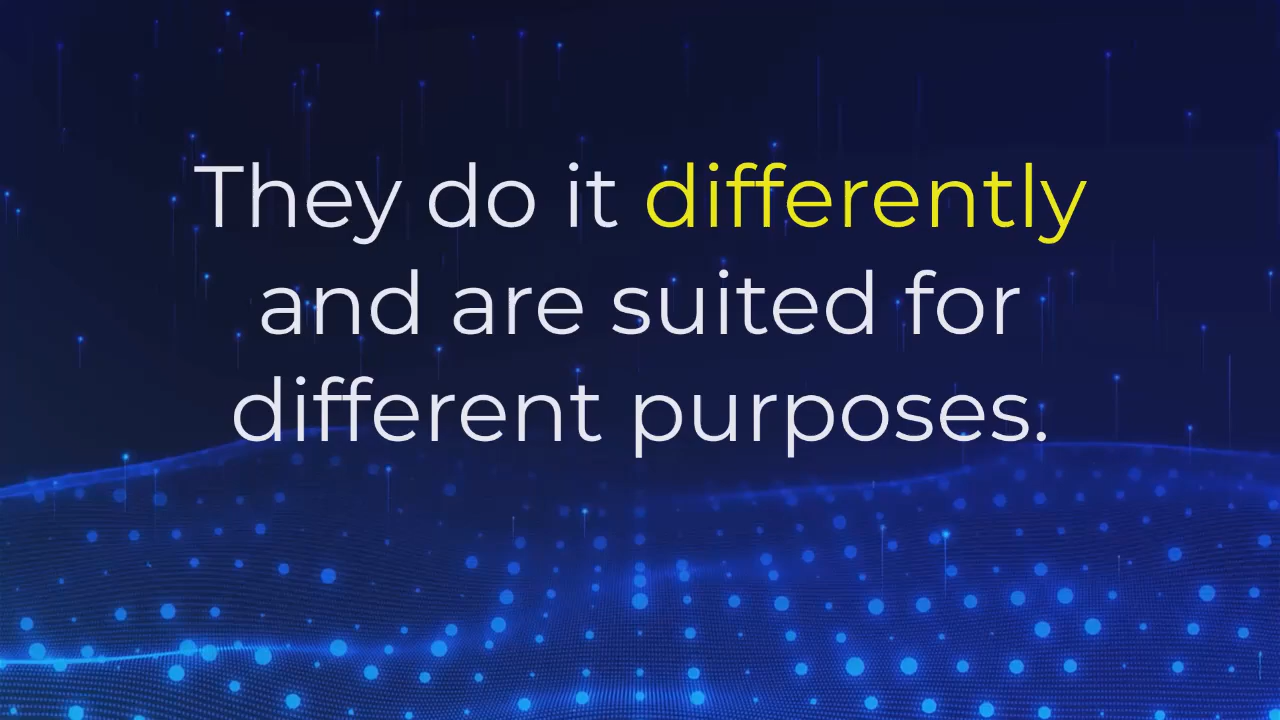 They do it differently
and are suited for
different purposes.